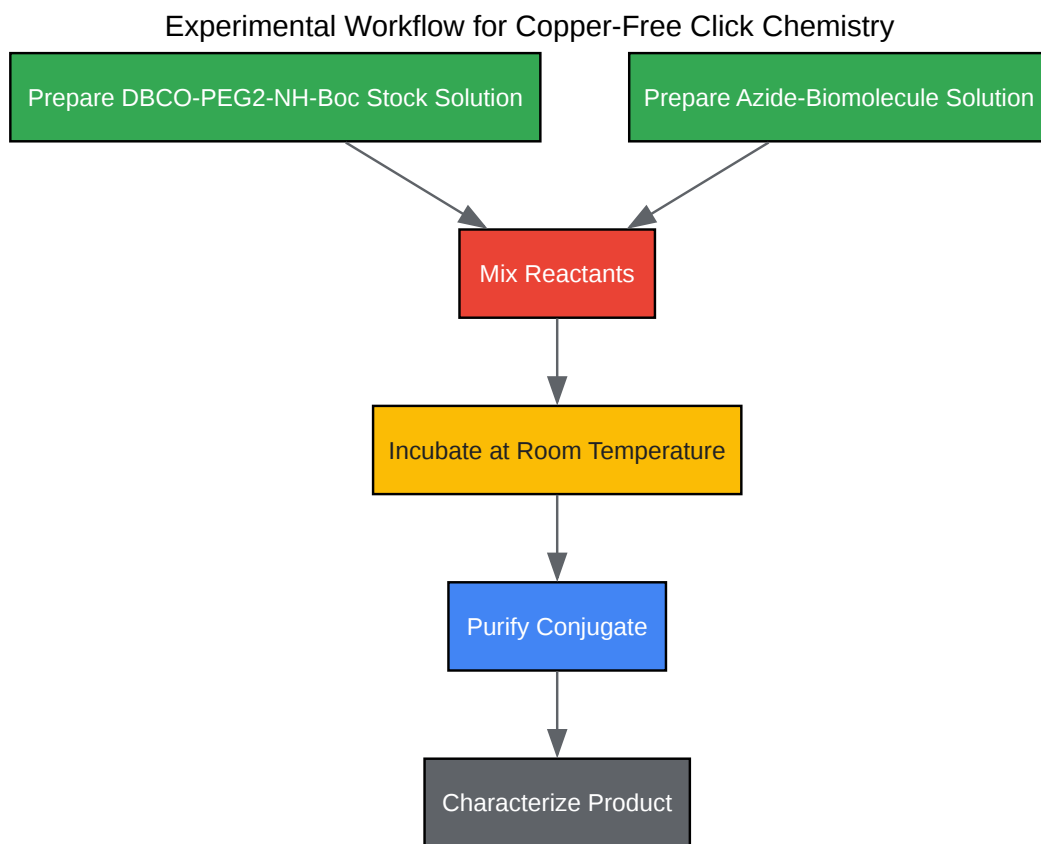 Experimental Workflow for Copper-Free Click Chemistry
Prepare DBCO-PEG2-NH-Boc Stock Solution
Prepare Azide-Biomolecule Solution
Mix Reactants
Incubate at Room Temperature
Purify Conjugate
Characterize Product